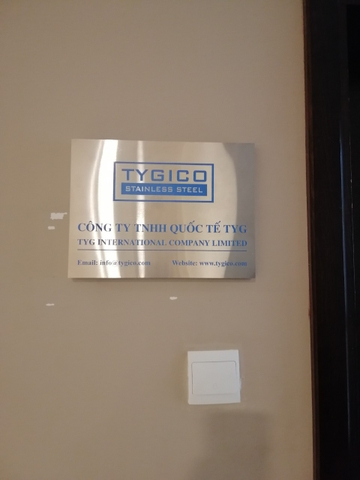 TYGICO
STAINLESS STEEL
CÔNG TY TNHH QUỐC TẾ TYG
TYG INTERNATIONAL COMPANY LIMITED
Email: info@tygico.com Website: www.tygico.com